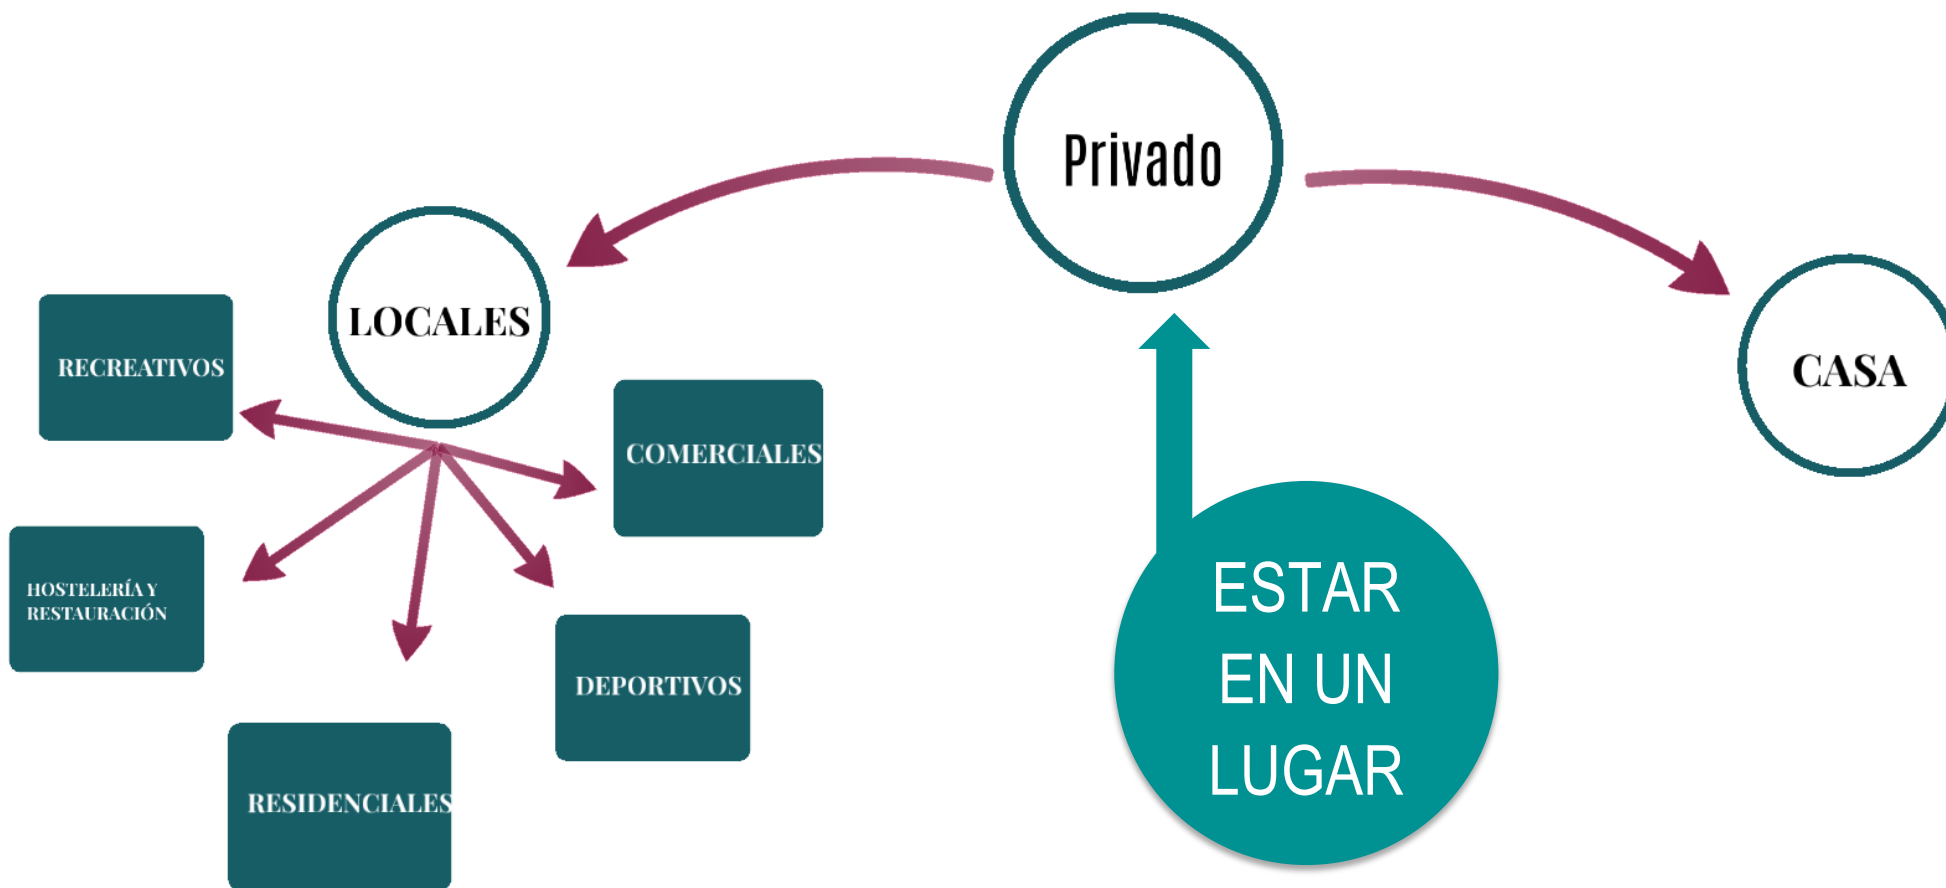 Privado
LOCALES
CASA
RECREATIVOS
COMERCIALES
HOSTELERÍA Y
RESTAURACIÓN
DEPORTIVOS
RESIDENCIALES
ESTAR
EN UN
LUGAR